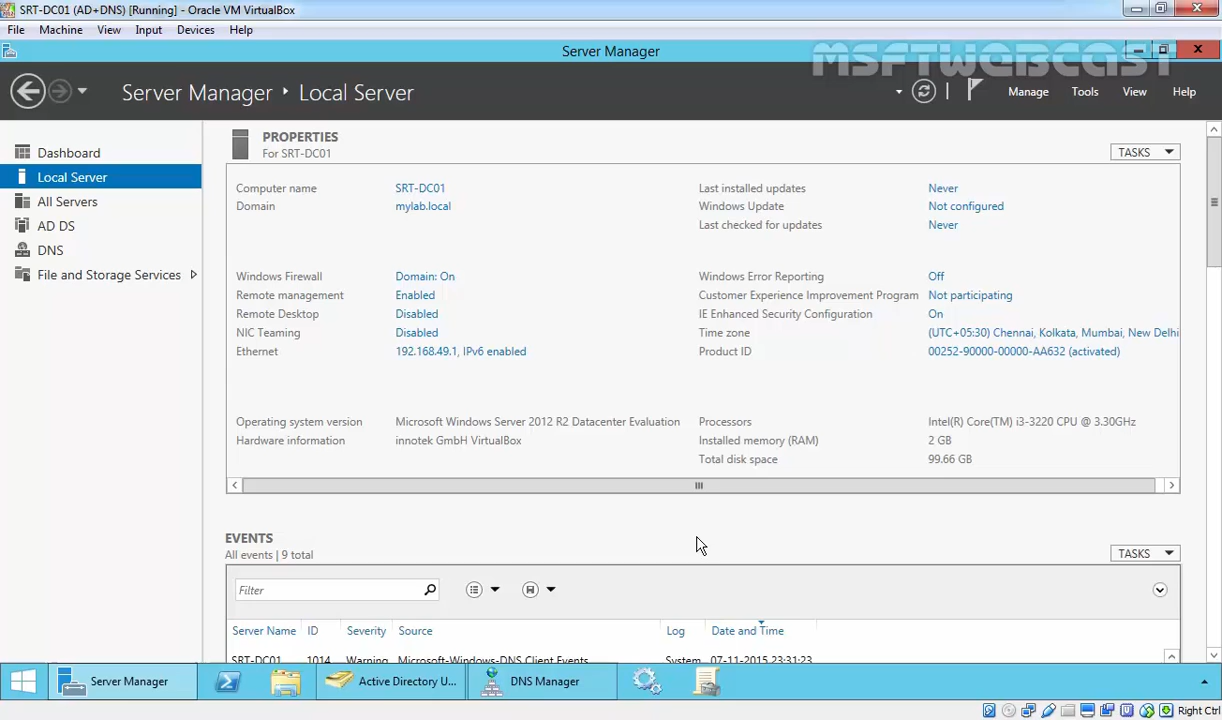 SRT-DC01 (AD+DNS) [Running] - Oracle VM VirtualBox
File Machine View Input Devices Help
Server Manager
MSFTWEBCAST
Server Manager Local Server
Manage Tools View Help
Dashboard
Local Server
All Servers
AD DS
DNS
File and Storage Services
PROPERTIES
For SRT-DC01
TASKS
Computer name SRT-DC01
Domain mylab.local
Last installed updates Never
Windows Update Not configured
Last checked for updates Never
Windows Firewall Domain: On
Remote management Enabled
Remote Desktop Disabled
NIC Teaming Disabled
Ethernet 192.168.49.1, IPv6 enabled
Windows Error Reporting Off
Customer Experience Improvement Program Not participating
IE Enhanced Security Configuration On
Time zone (UTC+05:30) Chennai, Kolkata, Mumbai, New Delhi
Product ID 00252-90000-00000-AA632 (activated)
Operating system version Microsoft Windows Server 2012 R2 Datacenter Evaluation
Hardware information innotek GmbH VirtualBox
Processors Intel(R) Core(TM) i3-3220 CPU @ 3.30GHz
Installed memory (RAM) 2 GB
Total disk space 99.66 GB
EVENTS
All events | 9 total
TASKS
Filter
Server Name ID Severity Source Log Date and Time
SRT-DC01 1014 Warning Microsoft-Windows-DNS Client Events System 07-11-2015 23:31:23
Server Manager Active Directory U... DNS Manager
Right Ctrl